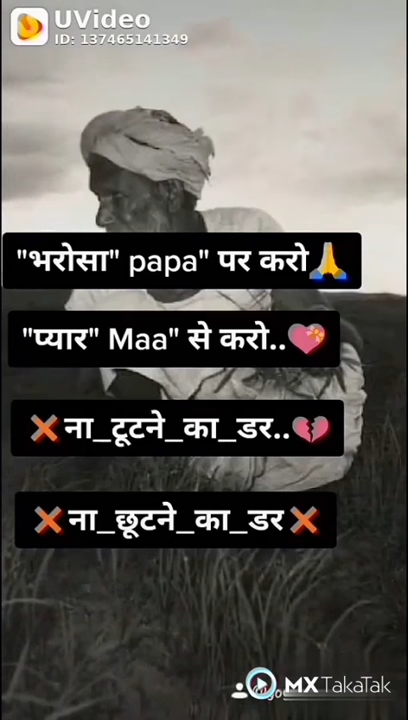 UVideo
ID: 137465141349
"भरोसा" papa" पर करो🙏
"प्यार" Maa" से करो..💝
❌ना_टूटने_का_डर..💔
❌ना_छूटने_का_डर❌
MX TakaTak